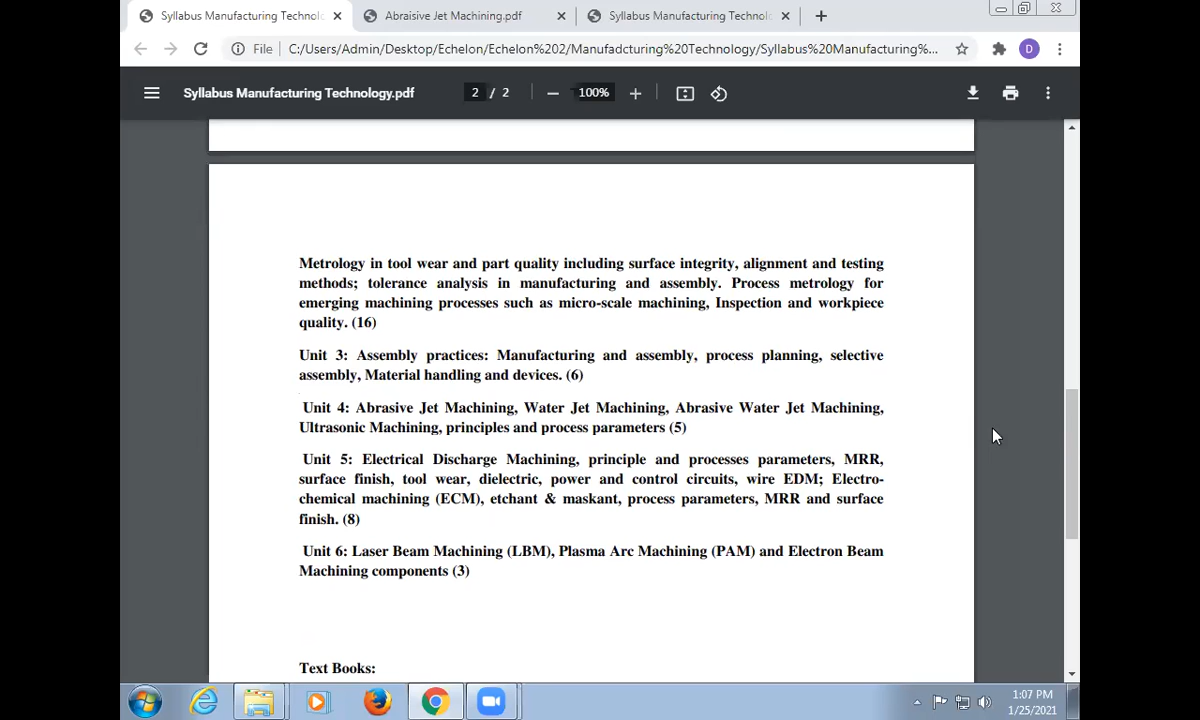 Syllabus Manufacturing Technol
Abraisive Jet Machining.pdf
Syllabus Manufacturing Technol
File
C:/Users/Admin/Desktop/Echelon/Echelon%202/Manufadcturing%20Technology/Syllabus%20Manufacturing%...
D
Syllabus Manufacturing Technology.pdf
2 / 2
100%
Metrology in tool wear and part quality including surface integrity, alignment and testing
methods; tolerance analysis in manufacturing and assembly. Process metrology for
emerging machining processes such as micro-scale machining, Inspection and workpiece
quality. (16)
Unit 3: Assembly practices: Manufacturing and assembly, process planning, selective
assembly, Material handling and devices. (6)
Unit 4: Abrasive Jet Machining, Water Jet Machining, Abrasive Water Jet Machining,
Ultrasonic Machining, principles and process parameters (5)
Unit 5: Electrical Discharge Machining, principle and processes parameters, MRR,
surface finish, tool wear, dielectric, power and control circuits, wire EDM; Electro-
chemical machining (ECM), etchant & maskant, process parameters, MRR and surface
finish. (8)
Unit 6: Laser Beam Machining (LBM), Plasma Arc Machining (PAM) and Electron Beam
Machining components (3)
Text Books:
1:07 PM
1/25/2021